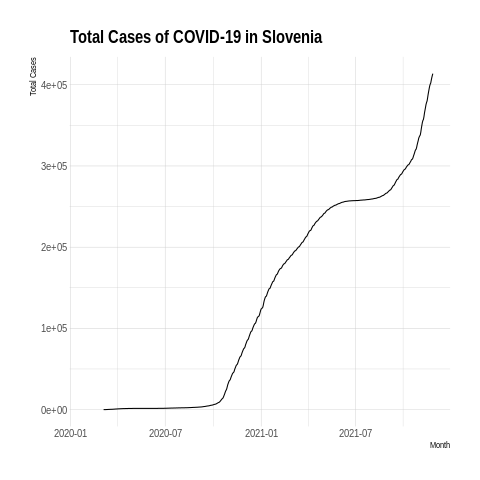 Total Cases of COVID-19 in Slovenia
Total Cases
4e+05
3e+05
2e+05
1e+05
0e+00
2020-01
2020-07
2021-01
2021-07
Month